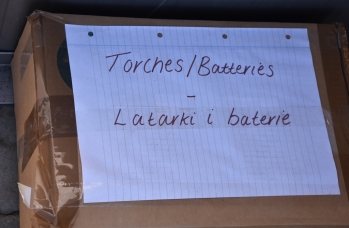 Torches/Batteries
-
Latarki i baterie